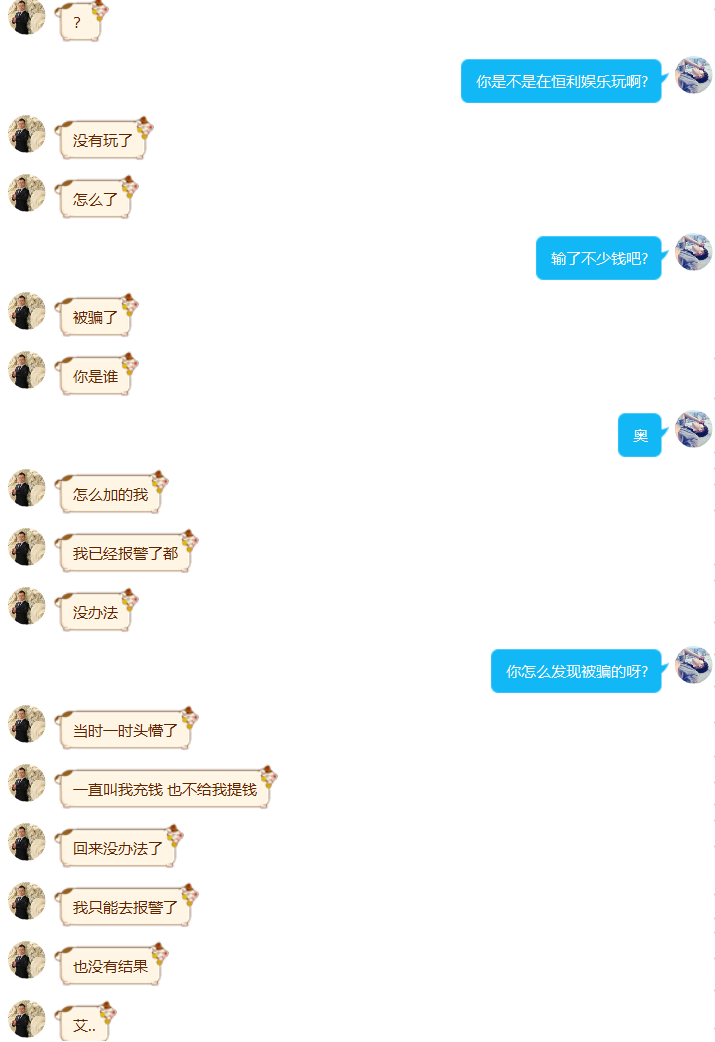 ?
你是不是在恒利娱乐玩啊?
没有玩了
怎么了
输了不少钱吧?
被骗了
你是谁
奥
怎么加的我
我已经报警了都
没办法
你怎么发现被骗的呀?
当时一时头懵了
一直叫我充钱 也不给我提钱
回来没办法了
我只能去报警了
也没有结果
艾..